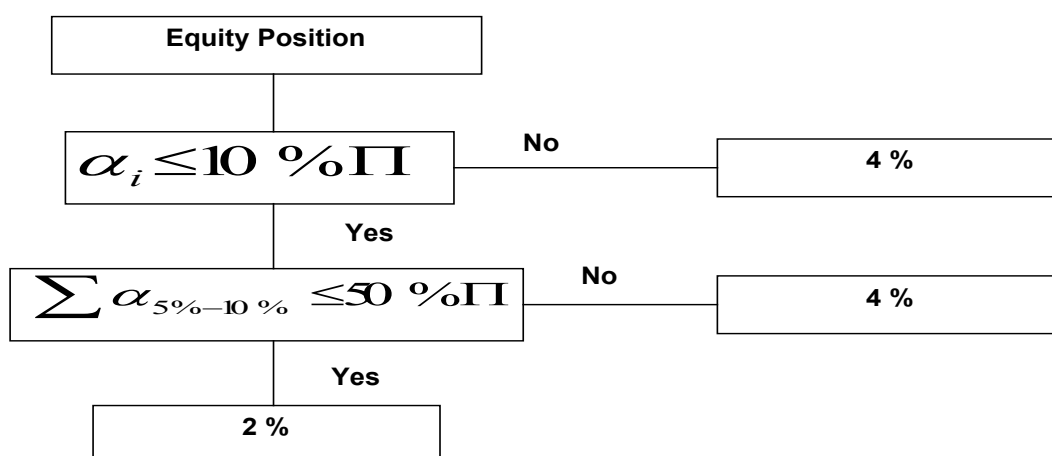 Equity Position
αᵢ ≤10 %Π
No
4 %
Yes
∑ α₅%₋₁₀ % ≤50 %Π
No
4 %
Yes
2 %